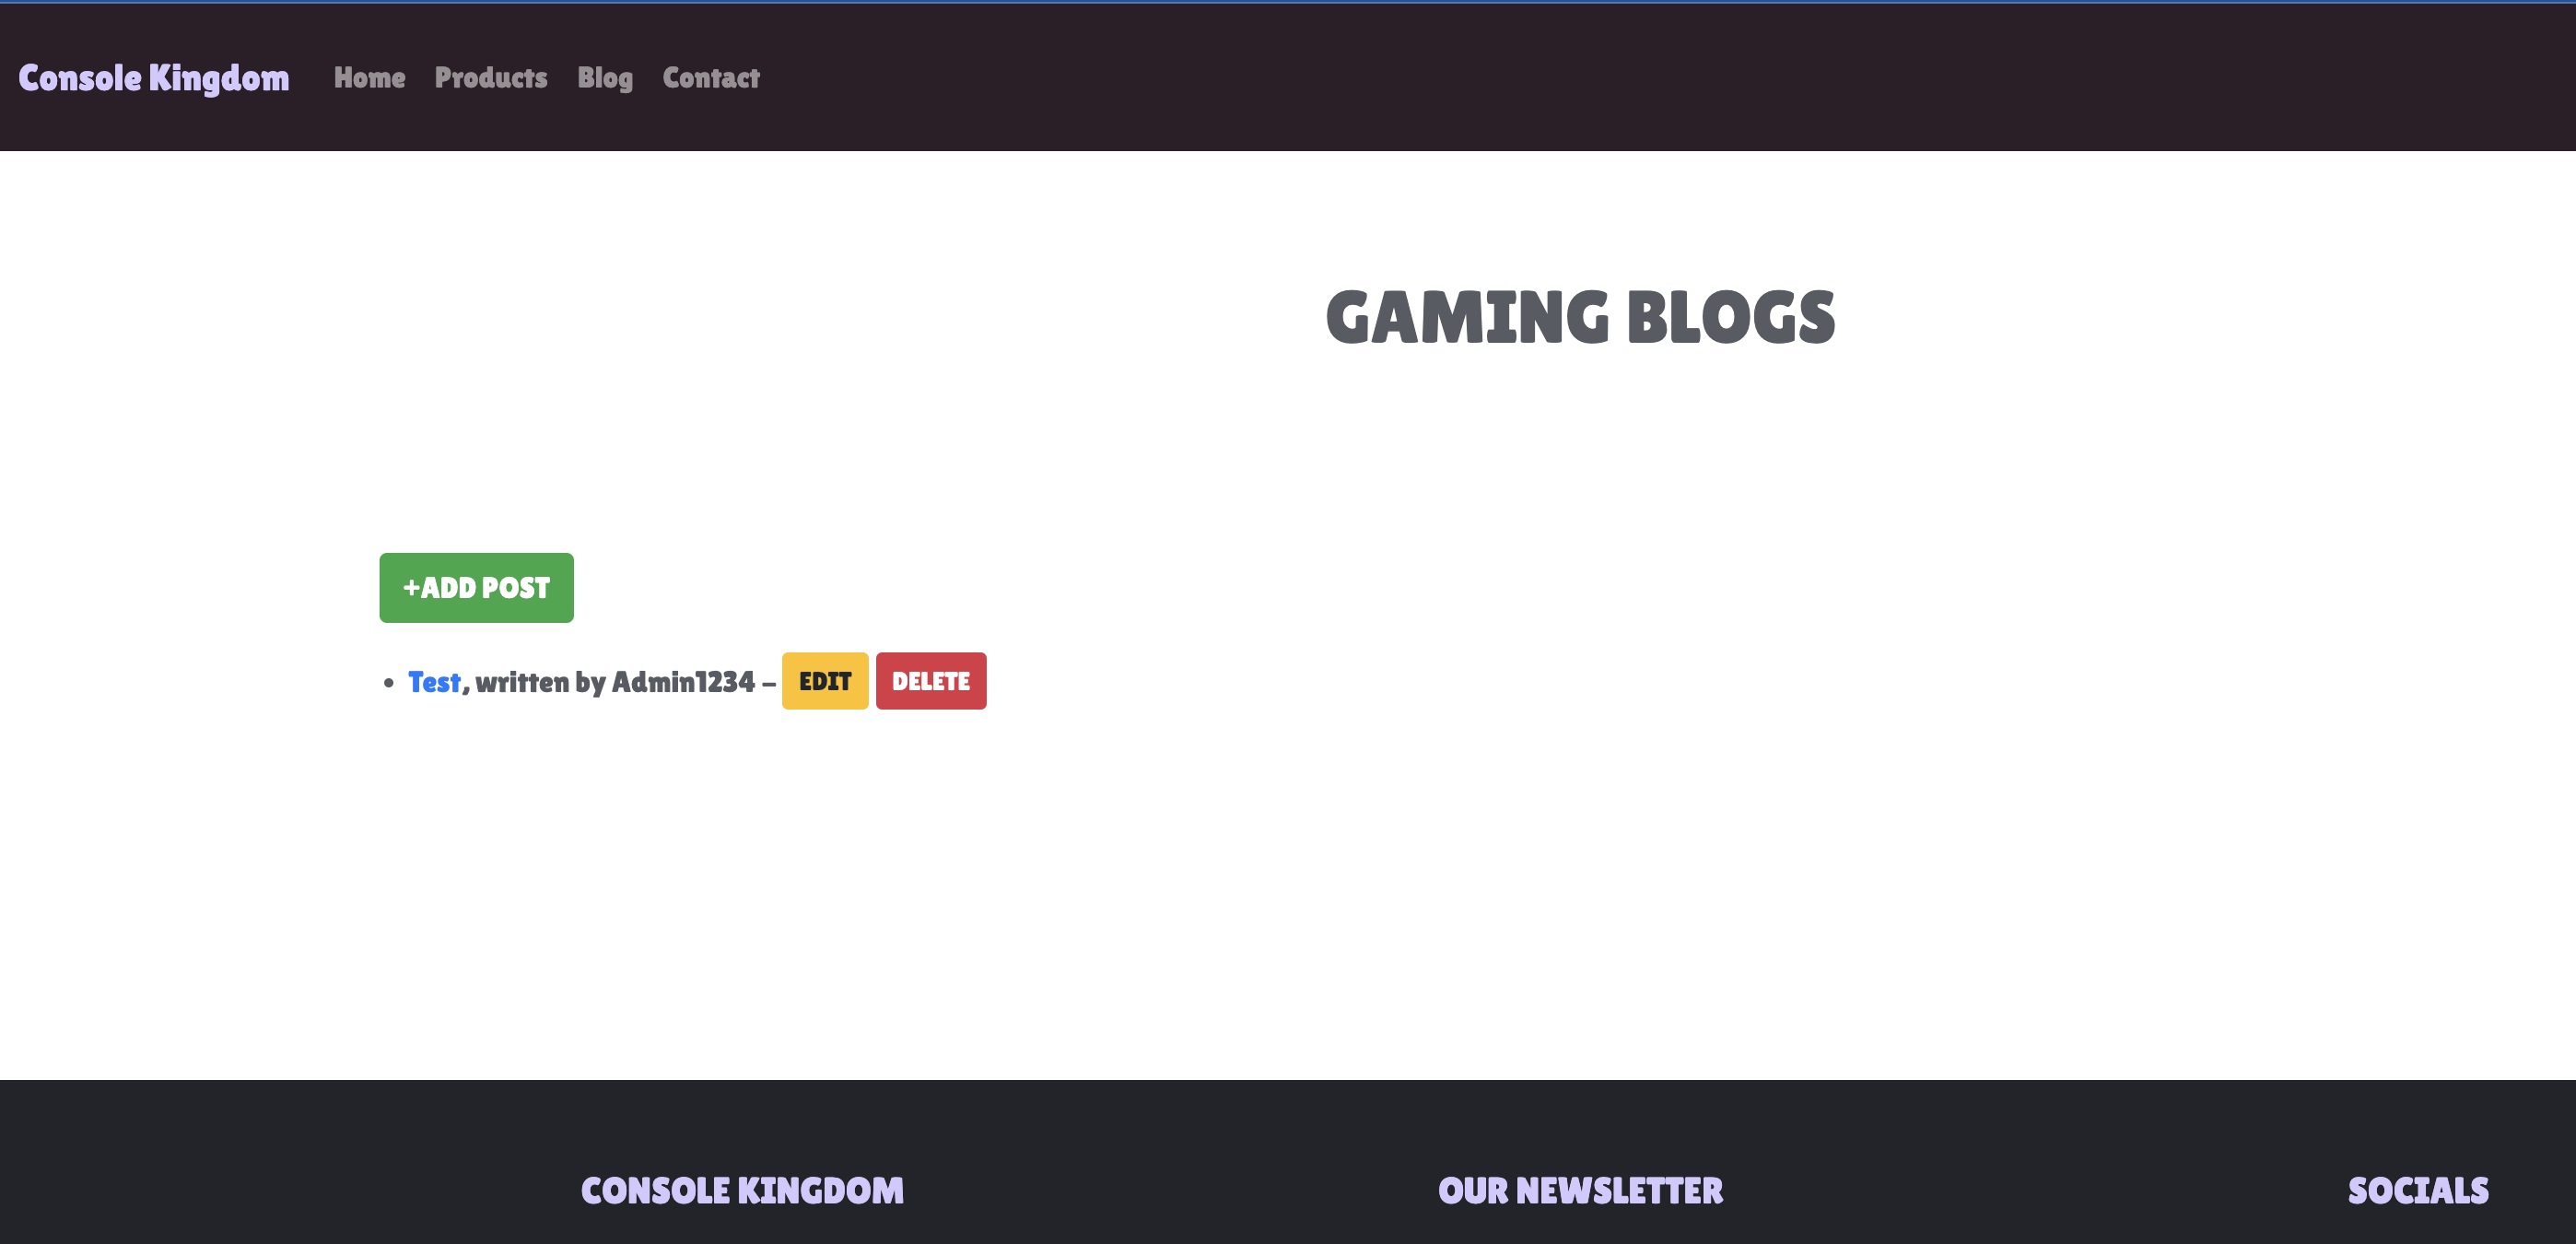 Console Kingdom Home Products Blog Contact
GAMING BLOGS
+ADD POST
• Test, written by Admin1234 – EDIT DELETE
CONSOLE KINGDOM OUR NEWSLETTER SOCIALS